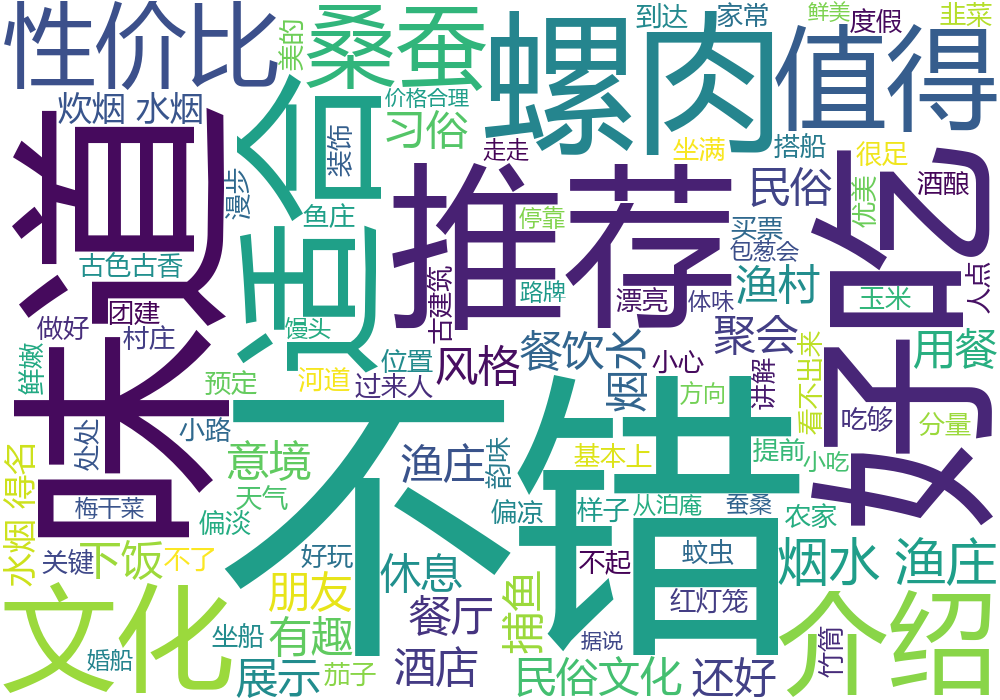 性价比
桑蚕
美的
螺肉
到达
家常
鲜美
度假
韭菜
值得
炊烟 水烟
价格合理
习俗
走走
坐满
搭船
很足
装饰
味道
适合
推荐
好吃
民俗
优美
酒酿
漫步
鱼庄
停靠
买票
包葱会
古色古香
古建筑
路牌
漂亮
体味
渔村
玉米
人点
团建
做好
村庄
馒头
位置
风格
餐饮
烟水
小心
聚会
讲解
看不出来
用餐
鲜嫩
预定
河道
过来人
方向
吃够
分量
不错
小路
处处
意境
渔庄
韵味
基本上
提前
小吃
水烟 得名
梅干菜
天气
偏淡
偏凉
样子
从泊庵
蚕桑
农家
关键
下饭
不了
好玩
休息
不起
蚊虫
烟水 渔庄
朋友
餐厅
捕鱼
红灯笼
文化
坐船
有趣
据说
竹筒
介绍
婚船
展示
茄子
酒店
民俗文化
还好